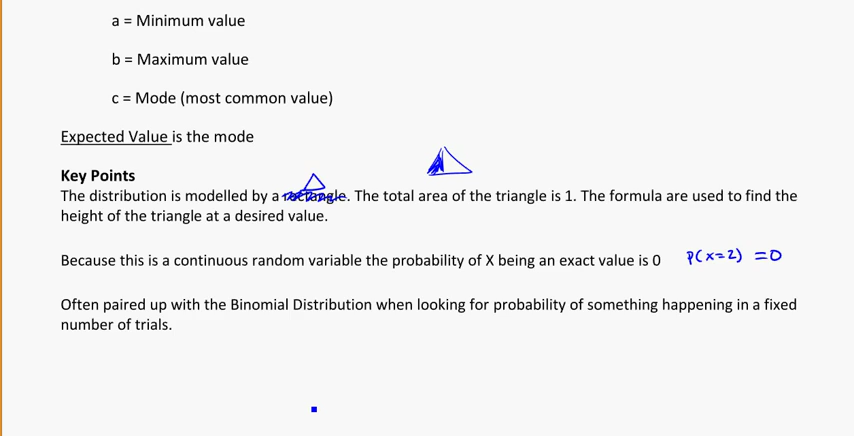 a = Minimum value
b = Maximum value
c = Mode (most common value)
Expected Value is the mode
Key Points
The distribution is modelled by a rectangle. The total area of the triangle is 1. The formula are used to find the
height of the triangle at a desired value.
Because this is a continuous random variable the probability of X being an exact value is 0 P(x=2) =0
Often paired up with the Binomial Distribution when looking for probability of something happening in a fixed
number of trials.